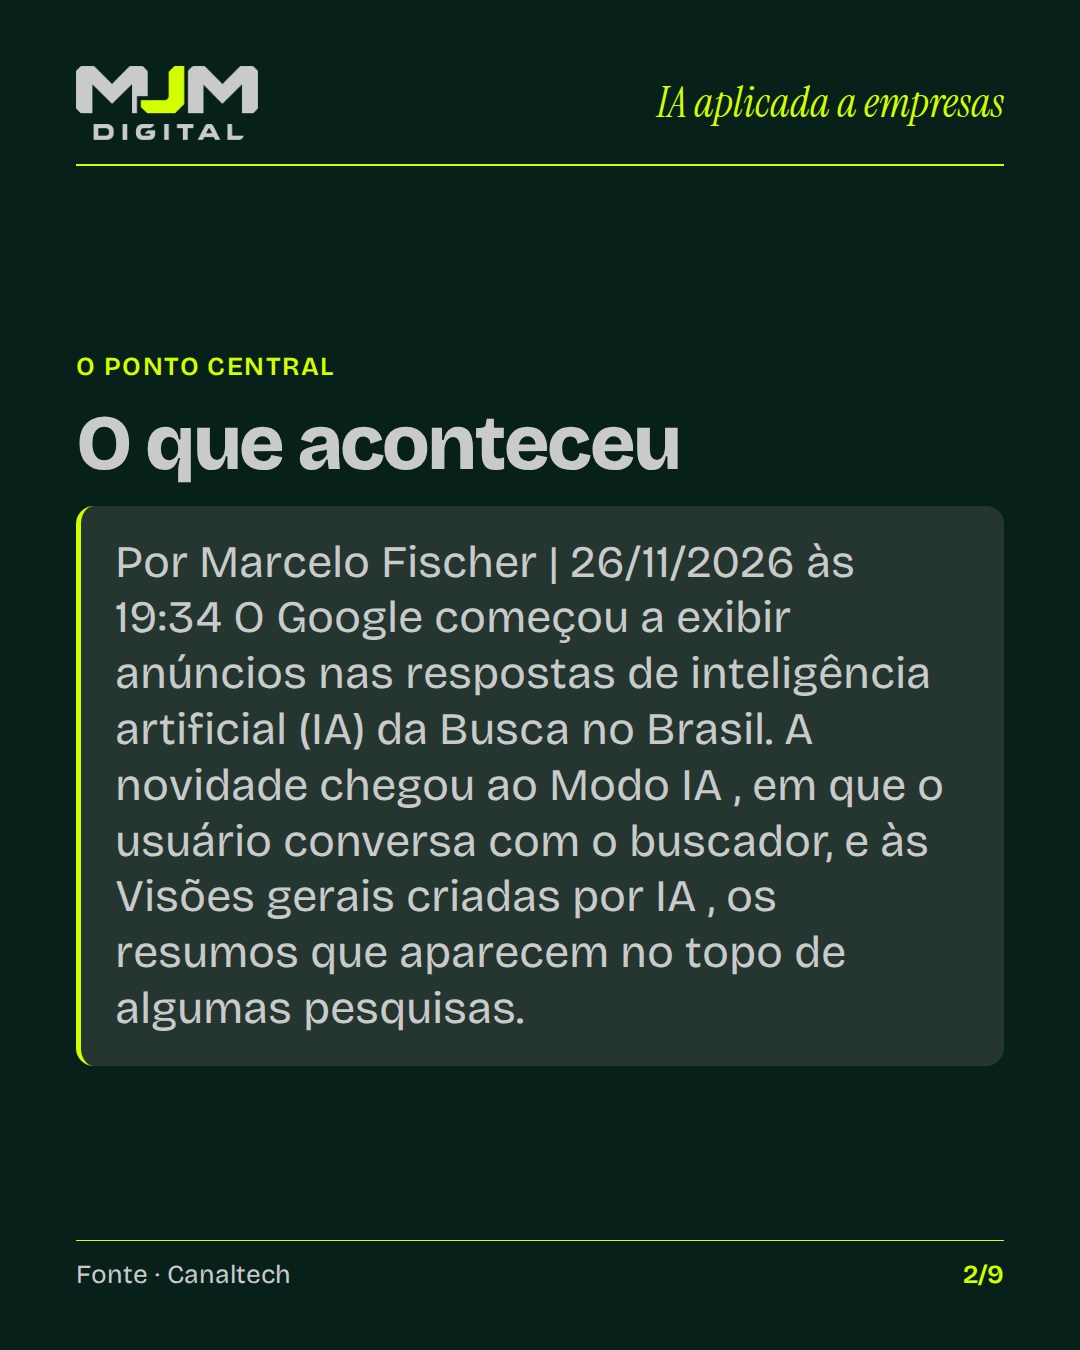 MJM
DIGITAL
IA aplicada a empresas
O PONTO CENTRAL
O que aconteceu
Por Marcelo Fischer | 26/11/2026 às
19:34 O Google começou a exibir
anúncios nas respostas de inteligência
artificial (IA) da Busca no Brasil. A
novidade chegou ao Modo IA , em que o
usuário conversa com o buscador, e às
Visões gerais criadas por IA , os
resumos que aparecem no topo de
algumas pesquisas.
Fonte · Canaltech
2/9